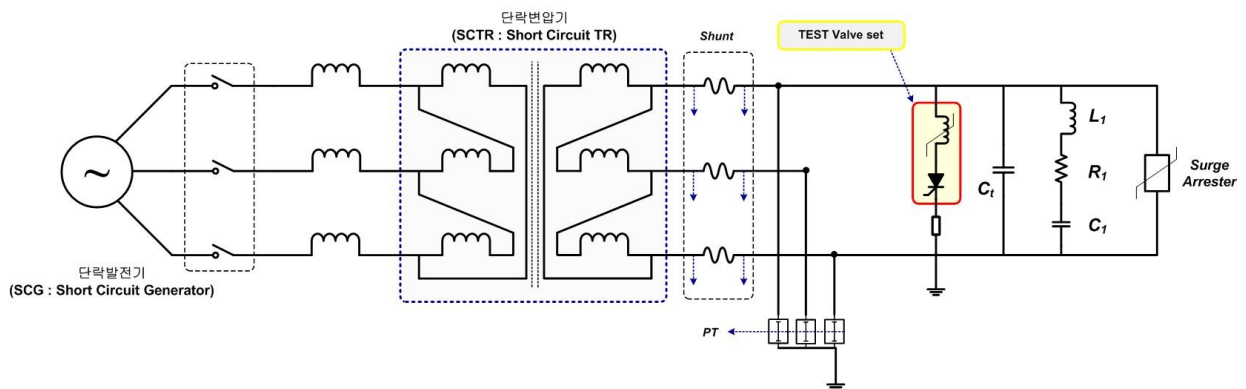 단락변압기
(SCTR : Short Circuit TR)
Shunt
TEST Valve set
L1
R1
C1
Ct
Surge
Arrester
단락발전기
(SCG : Short Circuit Generator)
PT
~